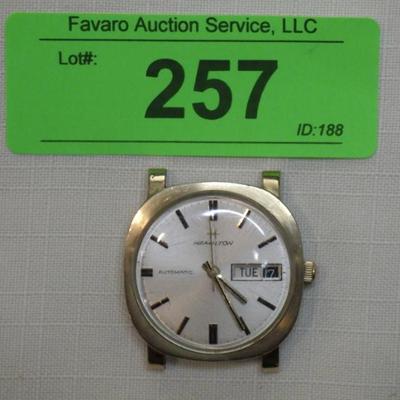 Favaro Auction Service, LLC
Lot#:
257
ID:188
HAMILTON
AUTOMATIC
TUE 17